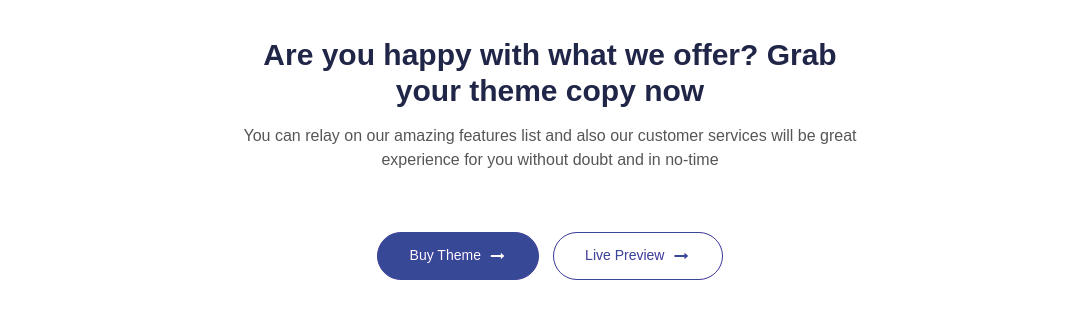 Are you happy with what we offer? Grab
your theme copy now
You can relay on our amazing features list and also our customer services will be great
experience for you without doubt and in no-time
Buy Theme
Live Preview